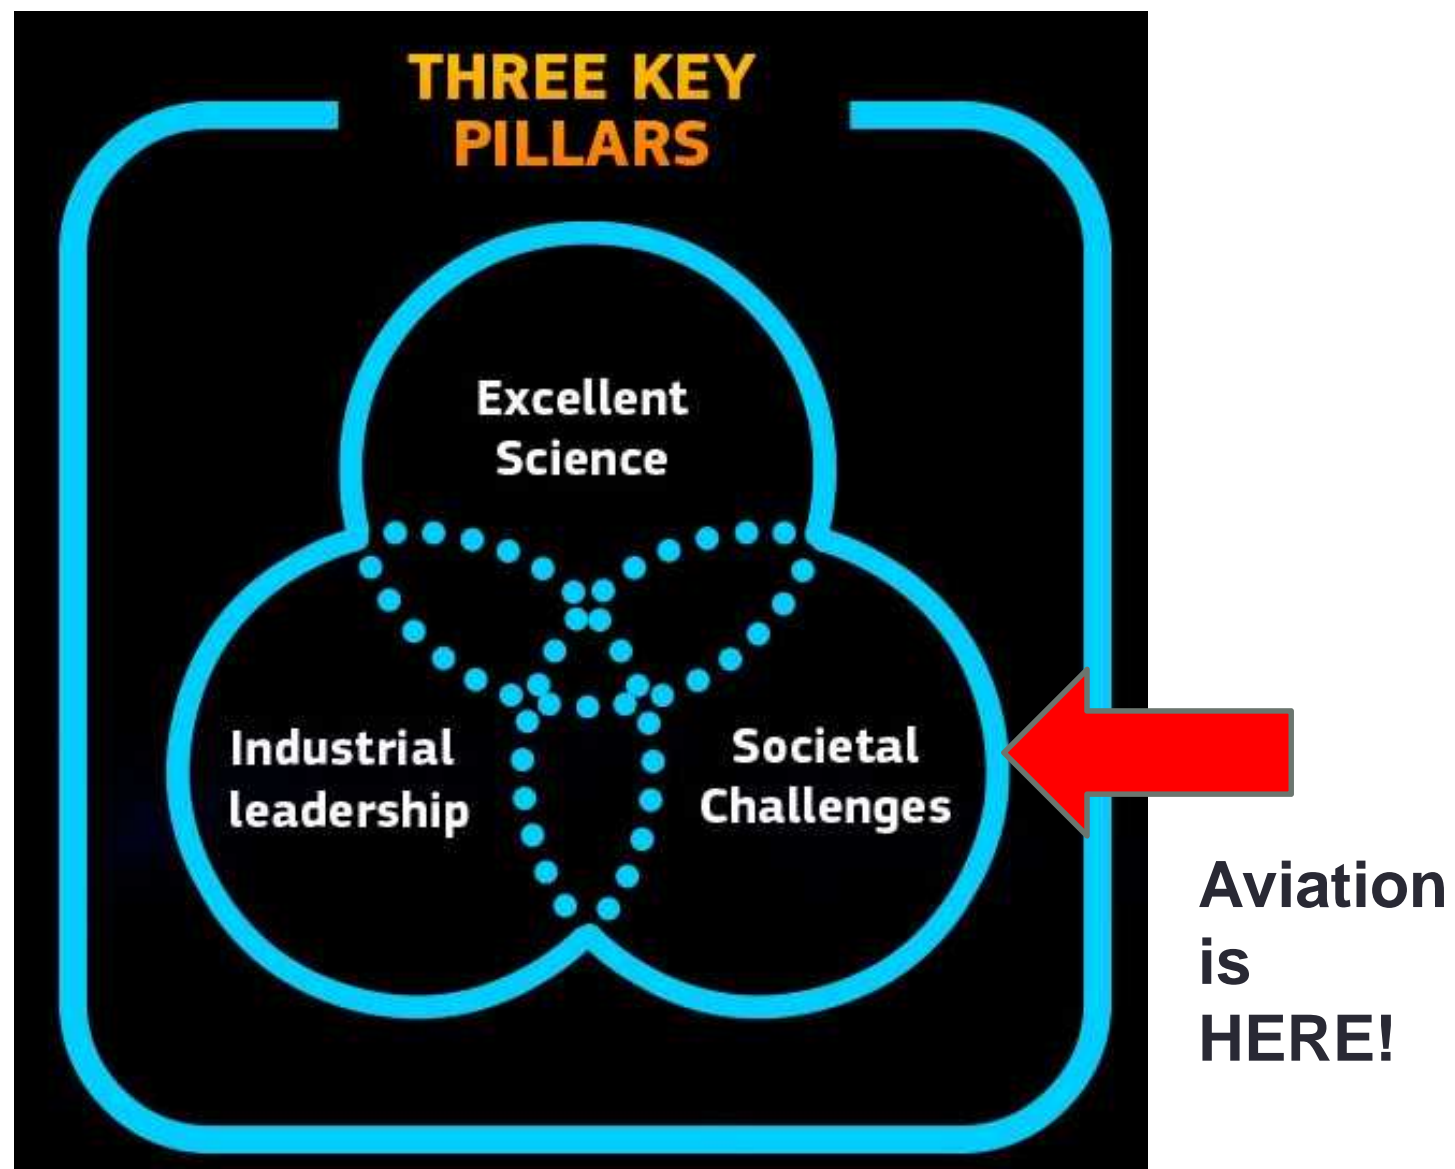 THREE KEY
PILLARS
Excellent
Science
Industrial
leadership
Societal
Challenges
Aviation
is
HERE!